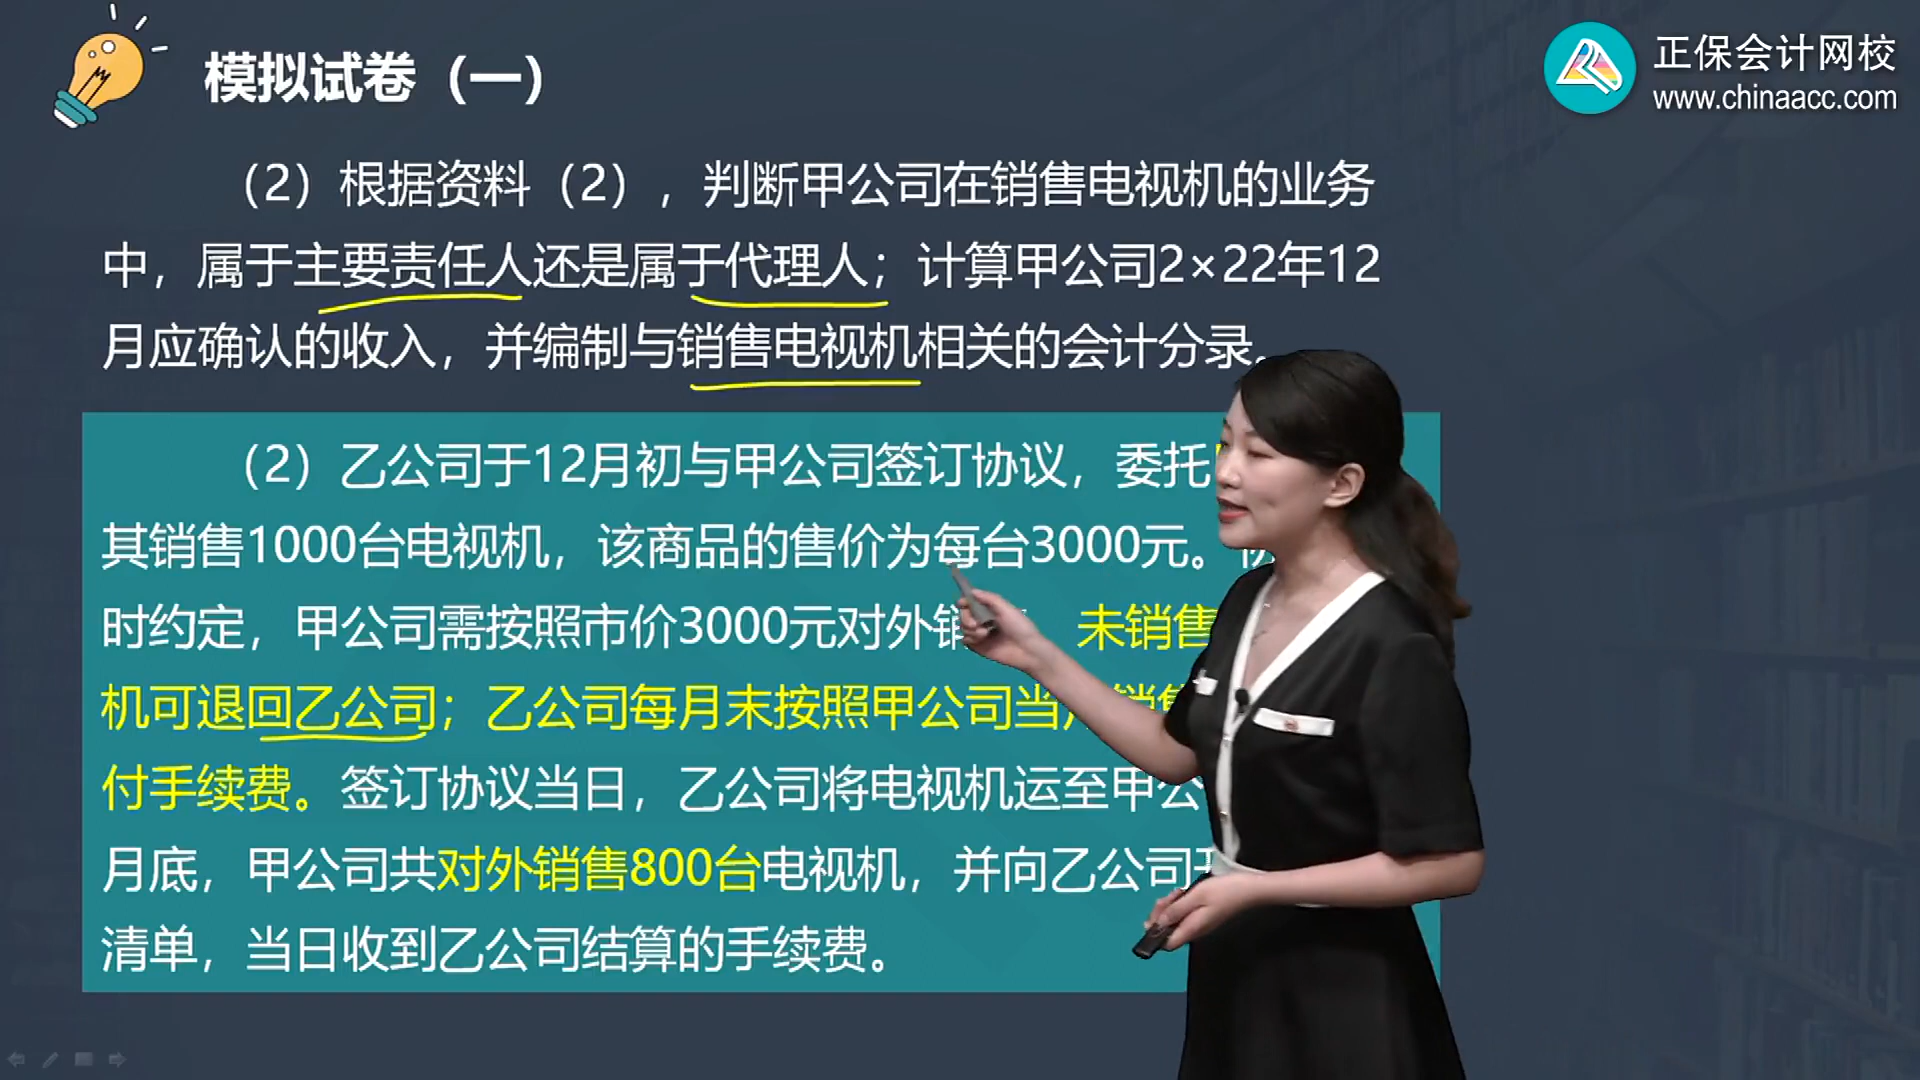 模拟试卷（一）
正保会计网校
www.chinaacc.com
（2）根据资料（2），判断甲公司在销售电视机的业务
中，属于主要责任人还是属于代理人；计算甲公司2×22年12
月应确认的收入，并编制与销售电视机相关的会计分录。
（2）乙公司于12月初与甲公司签订协议，委托
其销售1000台电视机，该商品的售价为每台3000元。
时约定，甲公司需按照市价3000元对外销 未销售
机可退回乙公司；乙公司每月末按照甲公司当 销售
付手续费。签订协议当日，乙公司将电视机运至甲公
月底，甲公司共对外销售800台电视机，并向乙公司
清单，当日收到乙公司结算的手续费。